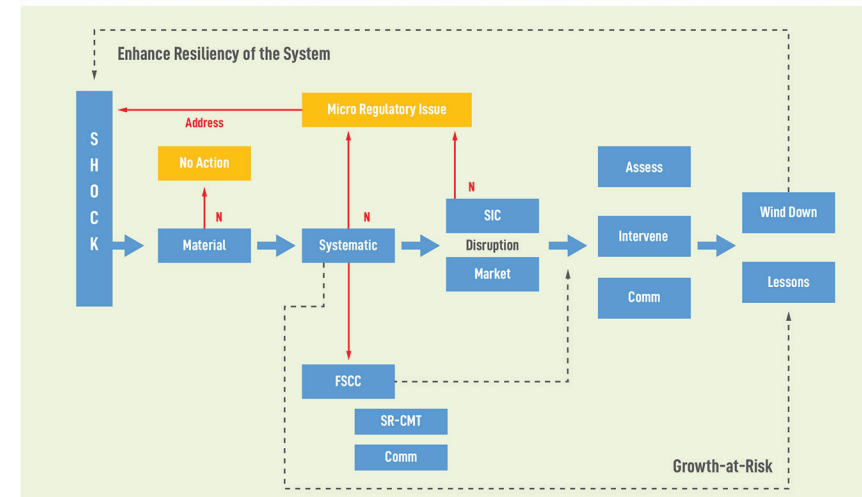 Enhance Resiliency of the System
S
H
O
C
K
Micro Regulatory Issue
Address
No Action
N
N
N
Material
Systematic
SIC
Disruption
Market
Assess
Intervene
Comm
Wind Down
Lessons
FSCC
SR-CMT
Comm
Growth-at-Risk